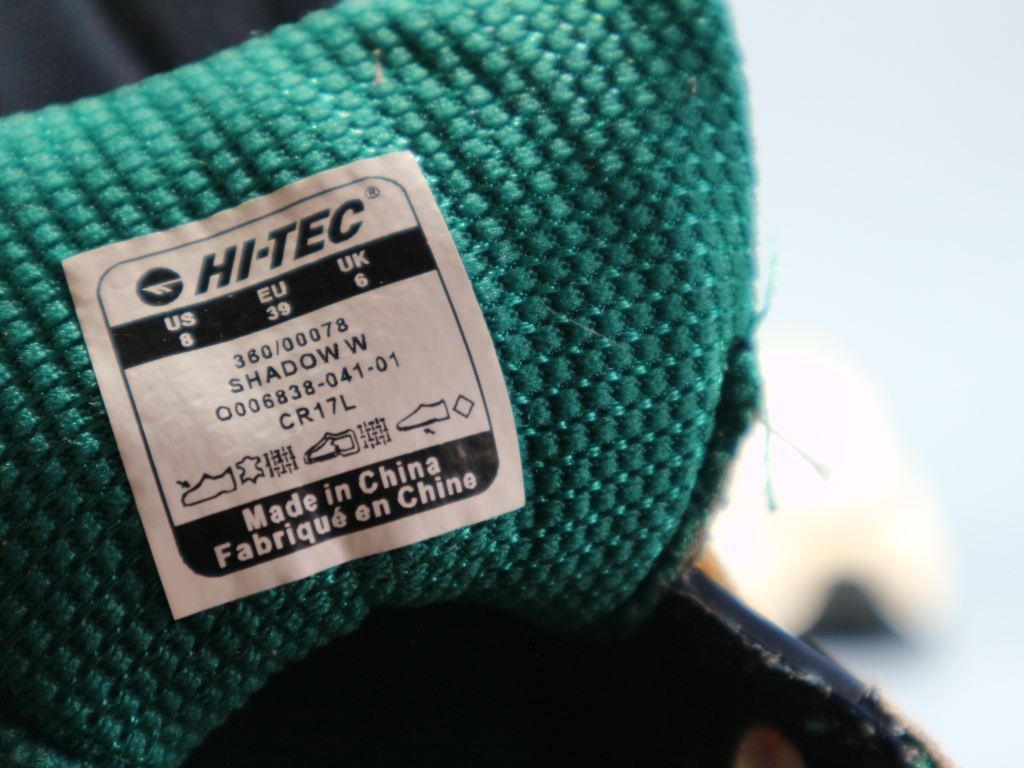 HI-TEC®
US EU UK
8 39 6
360/00078
SHADOW W
O006838-041-01
CR17L
Made in China
Fabriqué en Chine